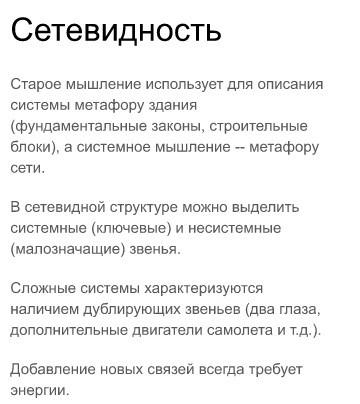 Сетевидность
Старое мышление использует для описания
системы метафору здания
(фундаментальные законы, строительные
блоки), а системное мышление -- метафору
сети.
В сетевидной структуре можно выделить
системные (ключевые) и несистемные
(малозначащие) звенья.
Сложные системы характеризуются
наличием дублирующих звеньев (два глаза,
дополнительные двигатели самолета и т.д.).
Добавление новых связей всегда требует
энергии.